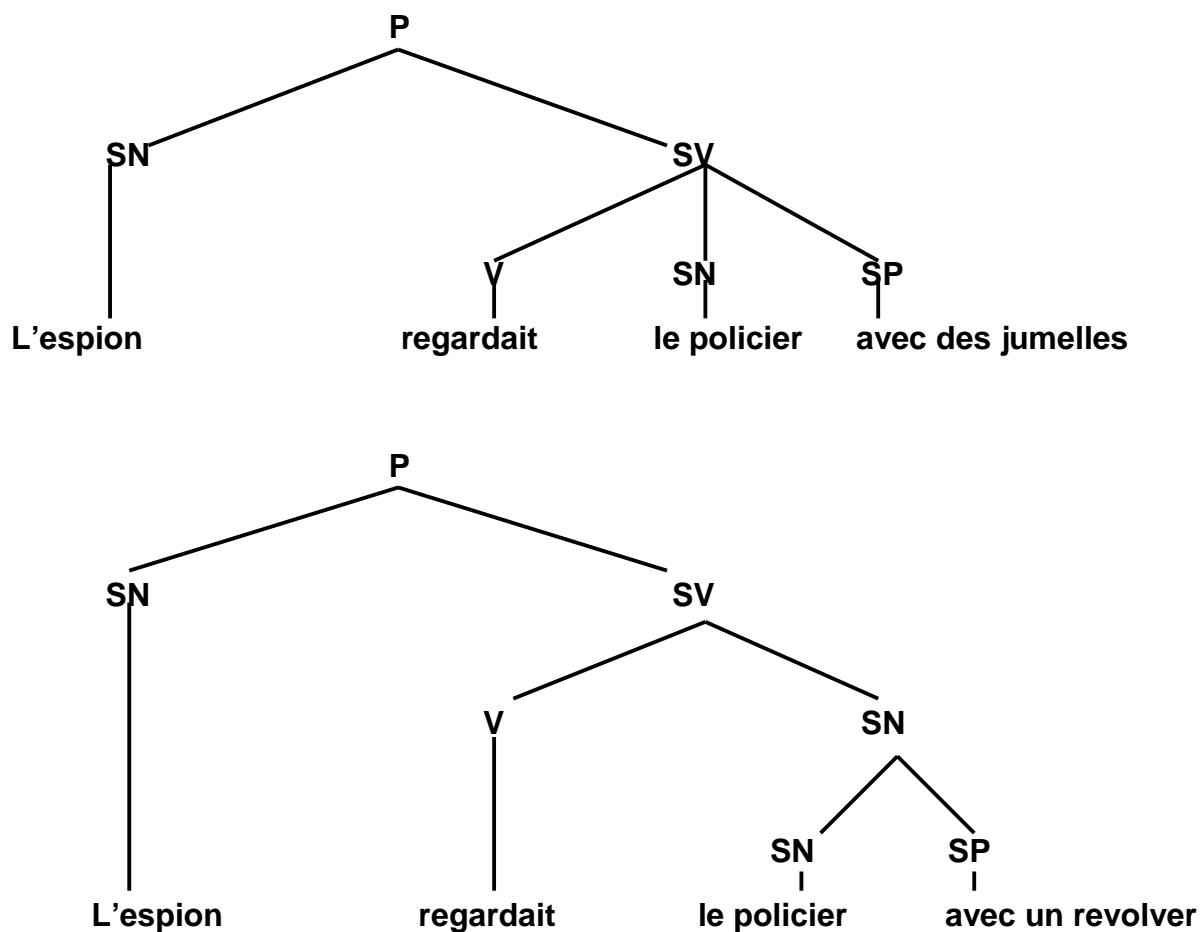 P
SN SV
V SN SP
L’espion regardait le policier avec des jumelles
P
SN SV
V SN
SN SP
L’espion regardait le policier avec un revolver